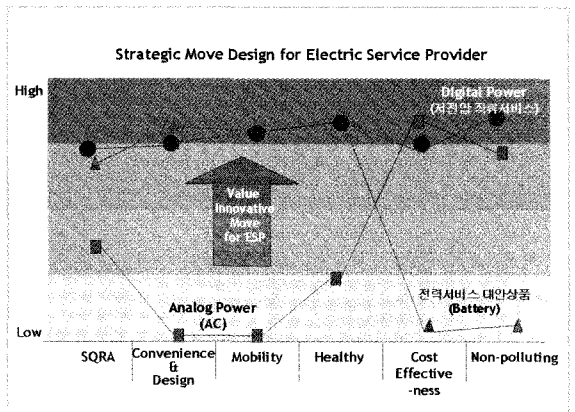 Strategic Move Design for Electric Service Provider
High
Digital Power
(저전압 직류서비스)
Value
Innovative
Move
for ESP
Analog Power
(AC)
전력서비스 대안상품
(Battery)
Low
SQRA
Convenience
&
Design
Mobility
Healthy
Cost
Effective
-ness
Non-polluting